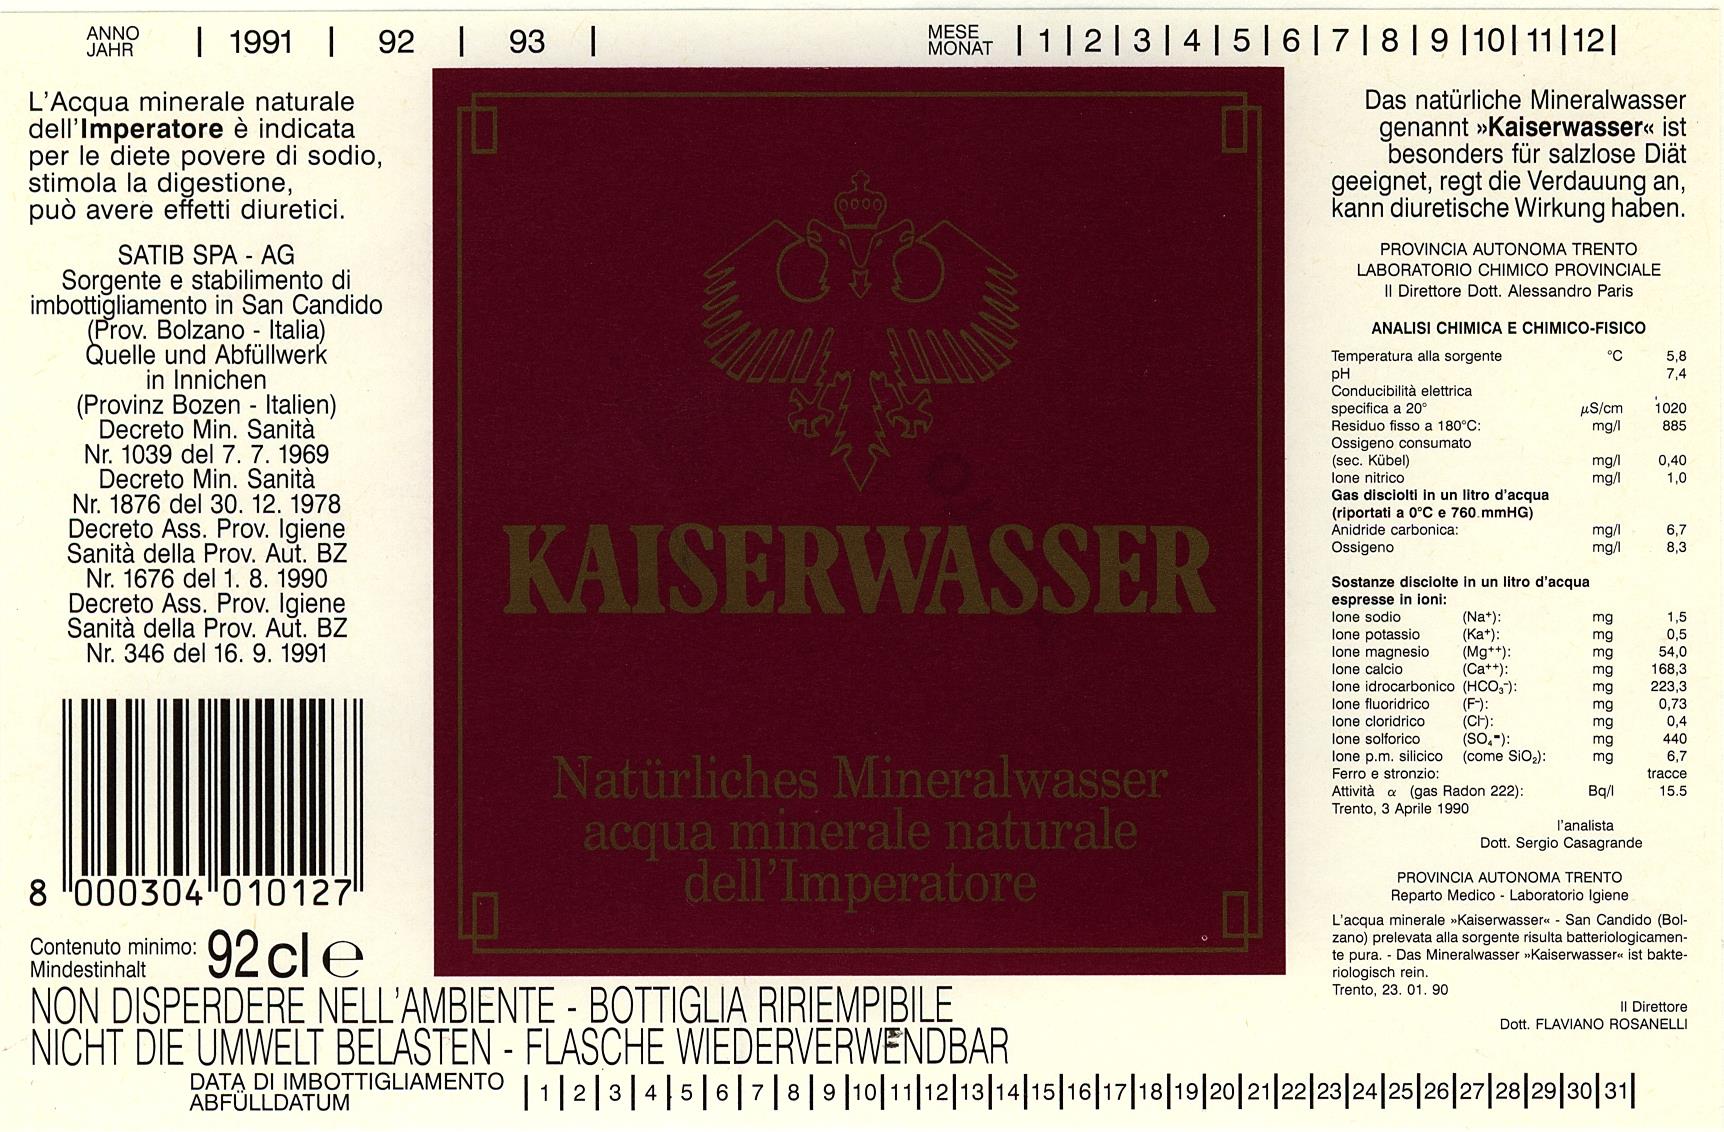 ANNO
JAHR
| 1991 | 92 | 93 |
MESE
MONAT
| 1 | 2 | 3 | 4 | 5 | 6 | 7 | 8 | 9 | 10 | 11 | 12 |
L'Acqua minerale naturale
dell'Imperatore è indicata
per le diete povere di sodio,
stimola la digestione,
può avere effetti diuretici.
SATIB SPA - AG
Sorgente e stabilimento di
imbottigliamento in San Candido
(Prov. Bolzano - Italia)
Quelle und Abfüllwerk
in Innichen
(Provinz Bozen - Italien)
Decreto Min. Sanità
Nr. 1039 del 7. 7. 1969
Decreto Min. Sanità
Nr. 1876 del 30. 12. 1978
Decreto Ass. Prov. Igiene
Sanità della Prov. Aut. BZ
Nr. 1676 del 1. 8. 1990
Decreto Ass. Prov. Igiene
Sanità della Prov. Aut. BZ
Nr. 346 del 16. 9. 1991
8 000304 010127
Contenuto minimo:
Mindestinhalt
92 cl ℮
KAISERWASSER
Natürliches Mineralwasser
acqua minerale naturale
dell'Imperatore
Das natürliche Mineralwasser
genannt »Kaiserwasser« ist
besonders für salzlose Diät
geeignet, regt die Verdauung an,
kann diuretische Wirkung haben.
PROVINCIA AUTONOMA TRENTO
LABORATORIO CHIMICO PROVINCIALE
Il Direttore Dott. Alessandro Paris
ANALISI CHIMICA E CHIMICO-FISICO
Temperatura alla sorgente °C 5,8
pH 7,4
Conducibilità elettrica
specifica a 20° µS/cm 1020
Residuo fisso a 180°C: mg/l 885
Ossigeno consumato
(sec. Kübel) mg/l 0,40
Ione nitrico mg/l 1,0
Gas disciolti in un litro d'acqua
(riportati a 0°C e 760 mmHG)
Anidride carbonica: mg/l 6,7
Ossigeno mg/l 8,3
Sostanze disciolte in un litro d'acqua
espresse in ioni:
Ione sodio (Na⁺): mg 1,5
Ione potassio (Ka⁺): mg 0,5
Ione magnesio (Mg⁺⁺): mg 54,0
Ione calcio (Ca⁺⁺): mg 168,3
Ione idrocarbonico (HCO₃⁻): mg 223,3
Ione fluoridrico (F⁻): mg 0,73
Ione cloridrico (Cl⁻): mg 0,4
Ione solforico (SO₄⁼): mg 440
Ione p.m. silicico (come SiO₂): mg 6,7
Ferro e stronzio: tracce
Attività α (gas Radon 222): Bq/l 15.5
Trento, 3 Aprile 1990
l'analista
Dott. Sergio Casagrande
PROVINCIA AUTONOMA TRENTO
Reparto Medico - Laboratorio Igiene
L'acqua minerale »Kaiserwasser« - San Candido (Bol-
zano) prelevata alla sorgente risulta batteriologicamen-
te pura. - Das Mineralwasser »Kaiserwasser« ist bakte-
riologisch rein.
Trento, 23. 01. 90
Il Direttore
Dott. FLAVIANO ROSANELLI
NON DISPERDERE NELL'AMBIENTE - BOTTIGLIA RIRIEMPIBILE
NICHT DIE UMWELT BELASTEN - FLASCHE WIEDERVERWENDBAR
DATA DI IMBOTTIGLIAMENTO
ABFÜLLDATUM
| 1 | 2 | 3 | 4 | 5 | 6 | 7 | 8 | 9 | 10 | 11 | 12 | 13 | 14 | 15 | 16 | 17 | 18 | 19 | 20 | 21 | 22 | 23 | 24 | 25 | 26 | 27 | 28 | 29 | 30 | 31 |